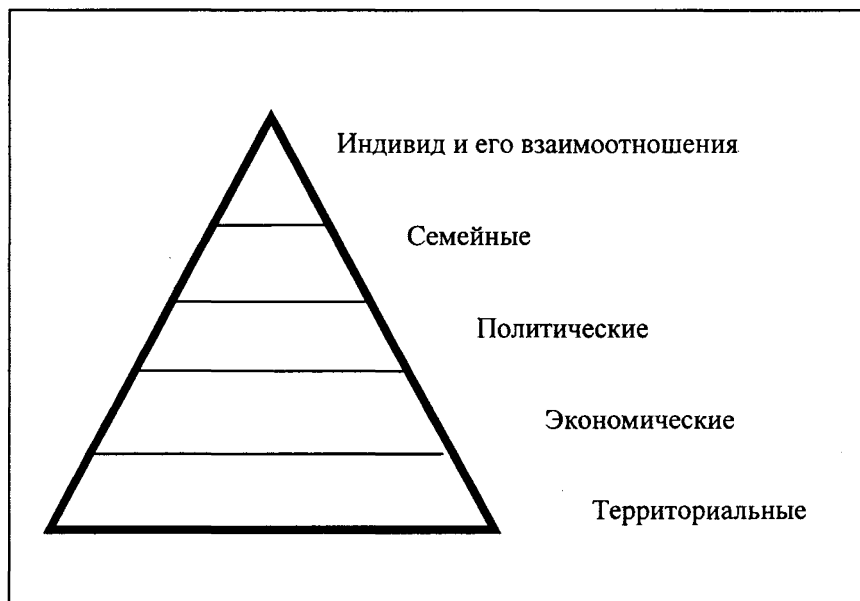 Индивид и его взаимоотношения
Семейные
Политические
Экономические
Территориальные